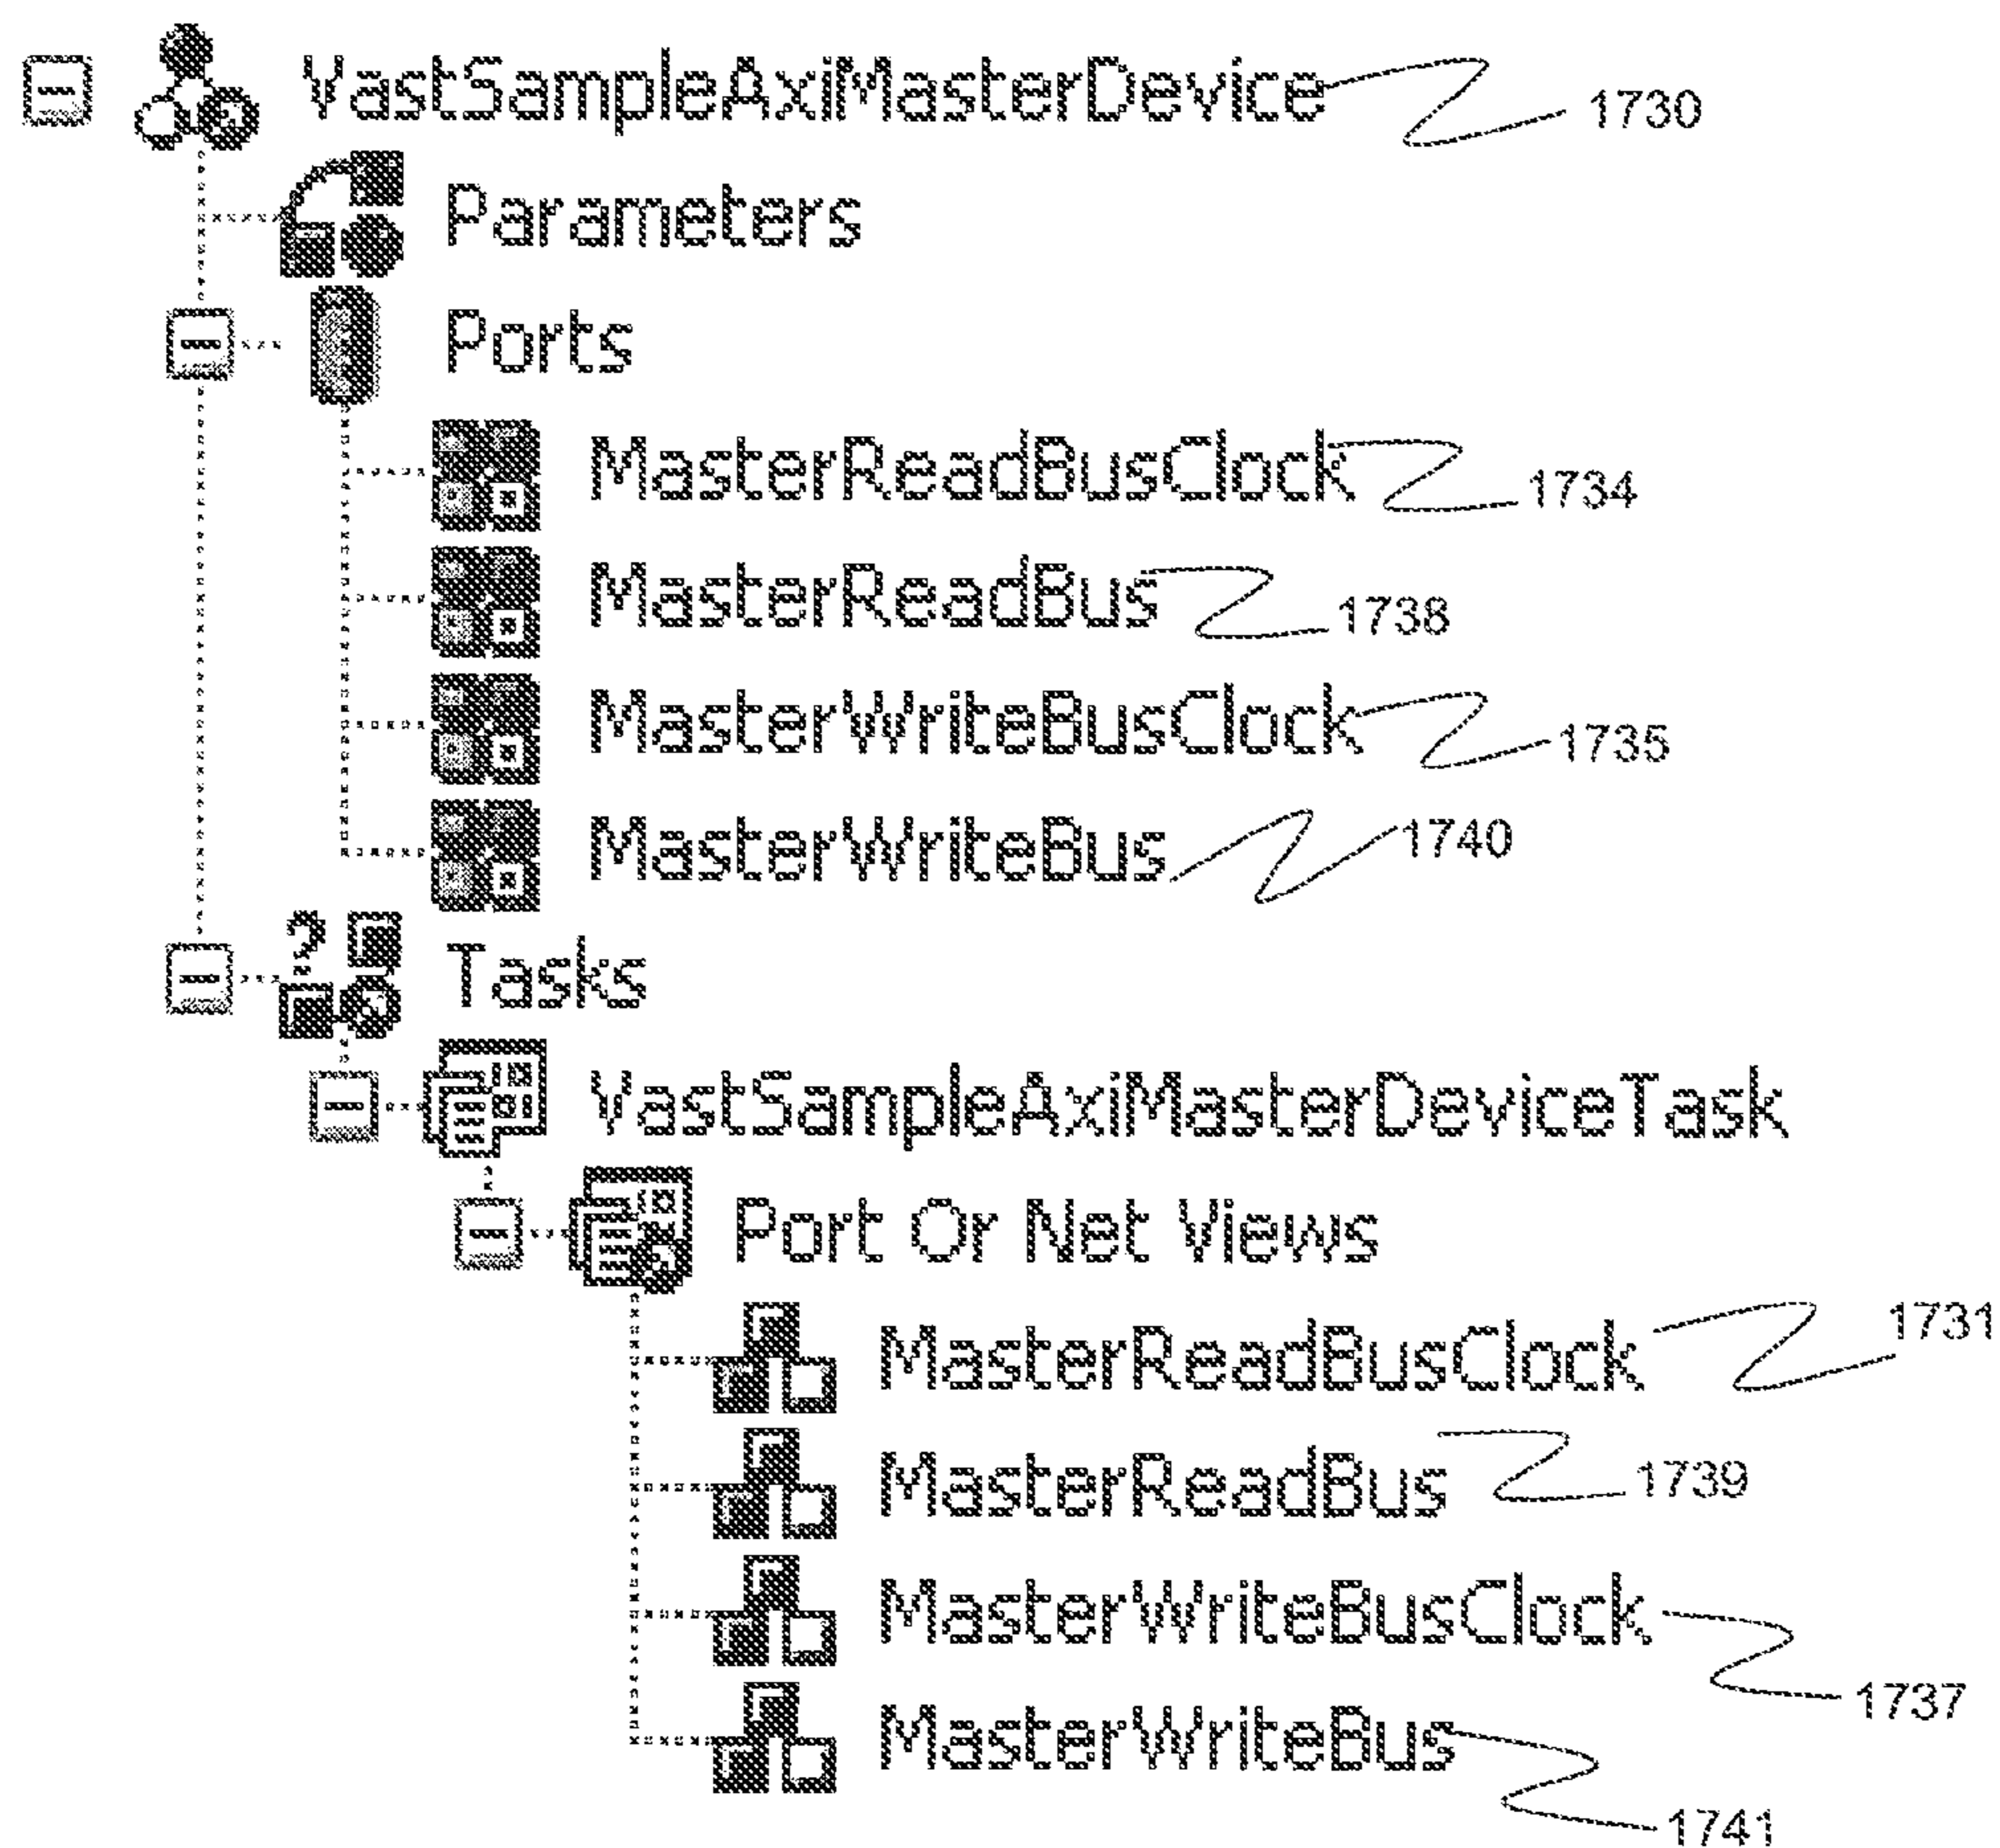 VastSampleAxiMasterDevice 1730
Parameters
Ports
MasterReadBusClock 1734
MasterReadBus 1738
MasterWriteBusClock 1735
MasterWriteBus 1740
Tasks
VastSampleAxiMasterDeviceTask
Port Or Net Views
MasterReadBusClock 1731
MasterReadBus 1739
MasterWriteBusClock 1737
MasterWriteBus 1741